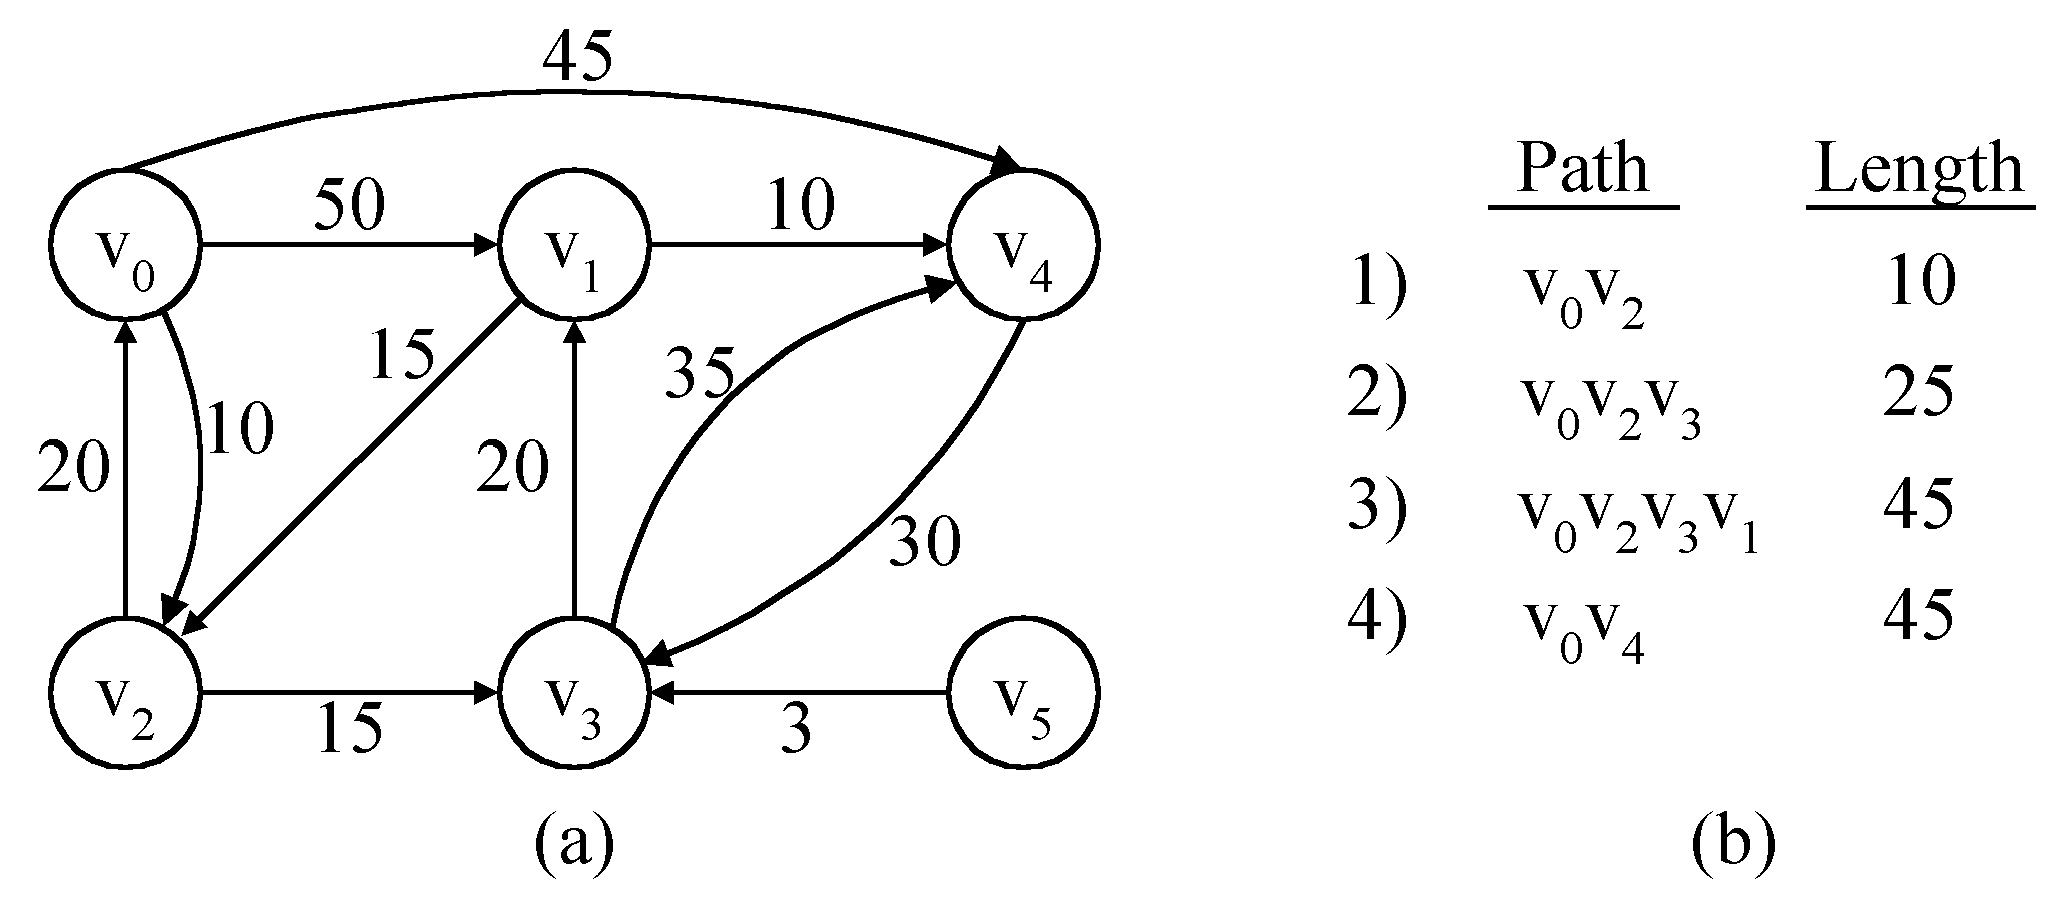 45
50
10
v₀
v₁
v₄
15
35
10
20
20
30
v₂
v₃
v₅
15
3
(a)
Path Length
1) v₀v₂ 10
2) v₀v₂v₃ 25
3) v₀v₂v₃v₁ 45
4) v₀v₄ 45
(b)